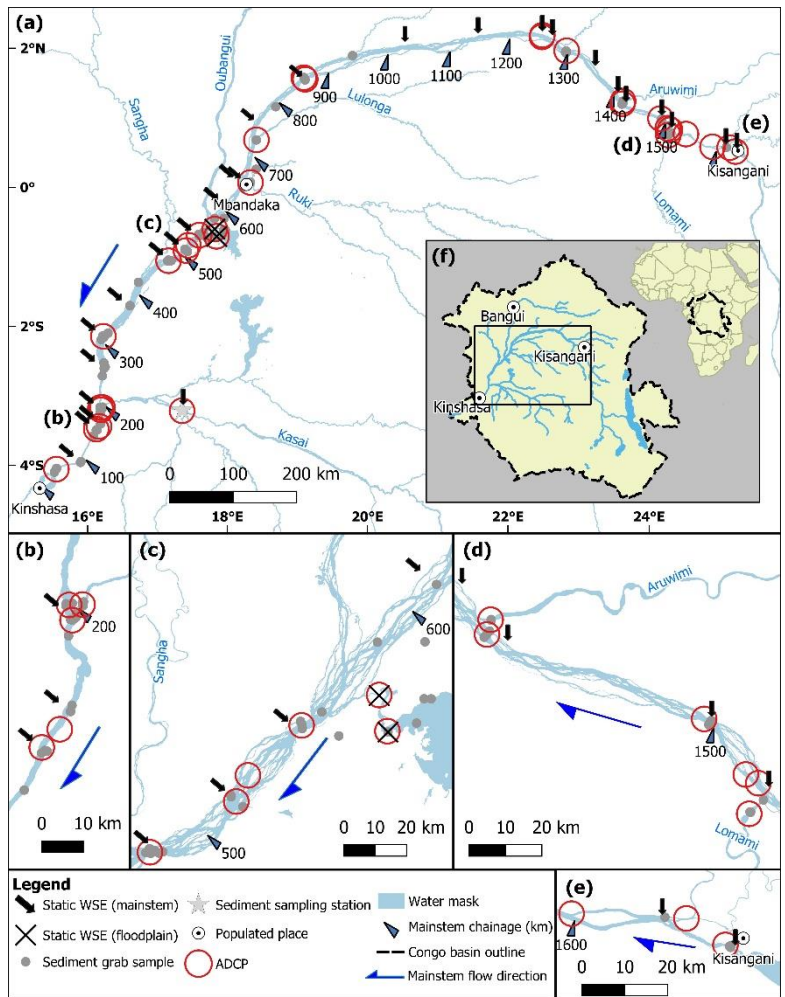 (a)
2°N
0°
2°S
4°S
16°E
18°E
20°E
22°E
24°E
Sangha
Oubangui
Lulonga
Ruki
Kasai
Aruwimi
Lomami
Mbandaka
Kinshasa
Kisangani
100
200
300
400
500
600
700
800
900
1000
1100
1200
1300
1400
1500
(b)
(c)
(d)
(e)
0 100 200 km
(f)
Bangui
Kisangani
Kinshasa
(b)
200
0 10 km
(c)
Sangha
600
500
0 10 20 km
(d)
Aruwimi
1500
Lomami
0 10 20 km
(e)
1600
Kisangani
0 10 20 km
Legend
Static WSE (mainstem)
Static WSE (floodplain)
Sediment grab sample
Sediment sampling station
Populated place
ADCP
Water mask
Mainstem chainage (km)
Congo basin outline
Mainstem flow direction